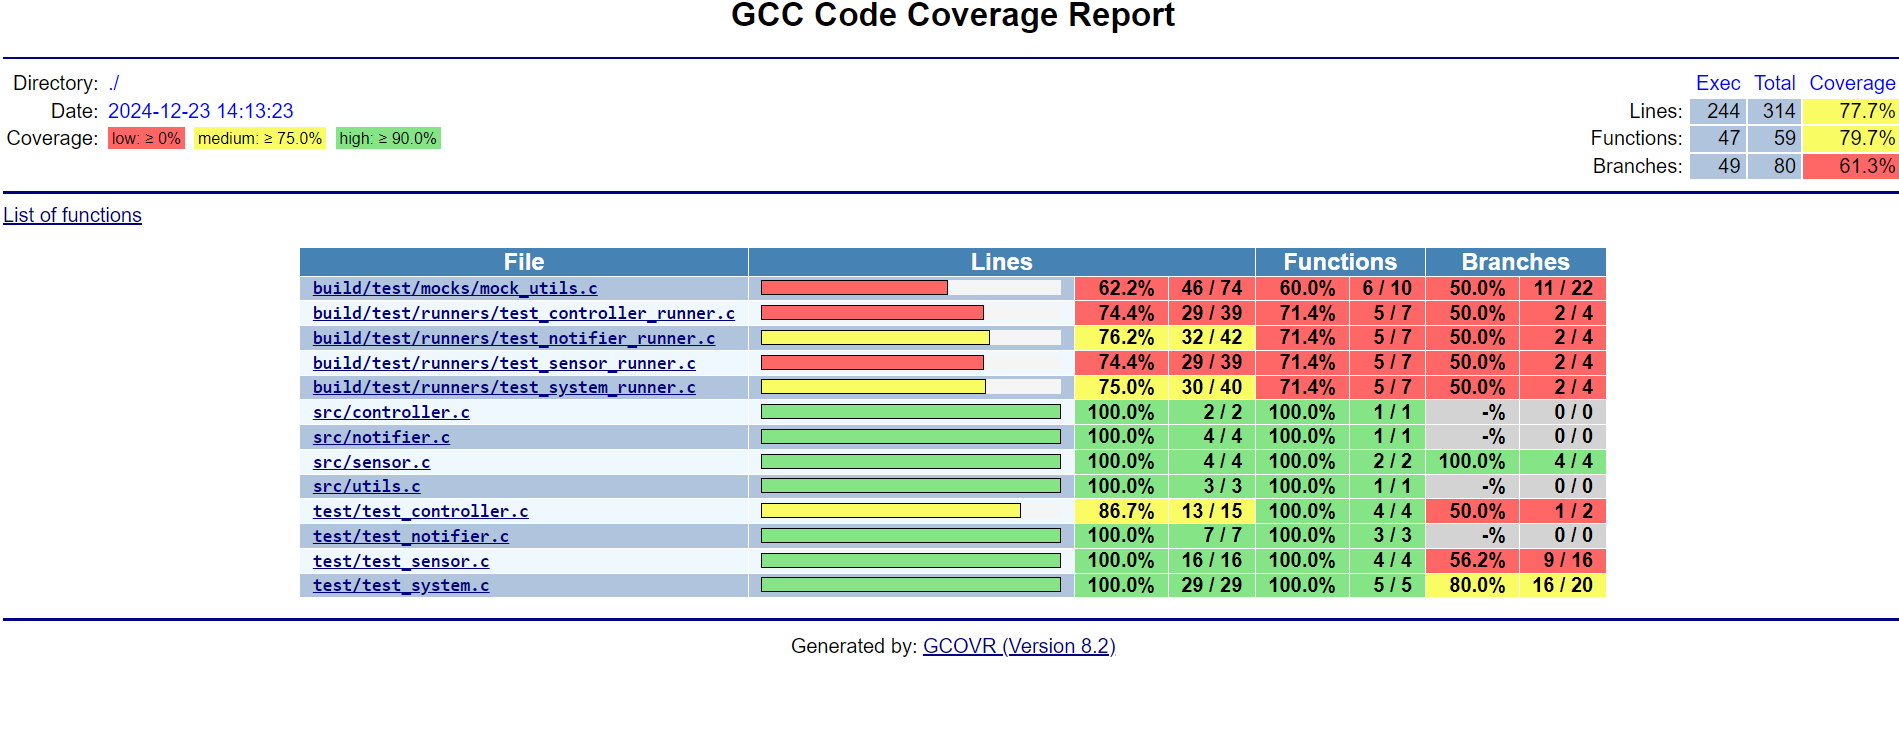 GCC Code Coverage Report
Directory: ./
Date: 2024-12-23 14:13:23
Coverage: low: ≥ 0% medium: ≥ 75.0% high: ≥ 90.0%
Exec Total Coverage
Lines: 244 314 77.7%
Functions: 47 59 79.7%
Branches: 49 80 61.3%
List of functions
File Lines Functions Branches
build/test/mocks/mock_utils.c 62.2% 46 / 74 60.0% 6 / 10 50.0% 11 / 22
build/test/runners/test_controller_runner.c 74.4% 29 / 39 71.4% 5 / 7 50.0% 2 / 4
build/test/runners/test_notifier_runner.c 76.2% 32 / 42 71.4% 5 / 7 50.0% 2 / 4
build/test/runners/test_sensor_runner.c 74.4% 29 / 39 71.4% 5 / 7 50.0% 2 / 4
build/test/runners/test_system_runner.c 75.0% 30 / 40 71.4% 5 / 7 50.0% 2 / 4
src/controller.c 100.0% 2 / 2 100.0% 1 / 1 -% 0 / 0
src/notifier.c 100.0% 4 / 4 100.0% 1 / 1 -% 0 / 0
src/sensor.c 100.0% 4 / 4 100.0% 2 / 2 100.0% 4 / 4
src/utils.c 100.0% 3 / 3 100.0% 1 / 1 -% 0 / 0
test/test_controller.c 86.7% 13 / 15 100.0% 4 / 4 50.0% 1 / 2
test/test_notifier.c 100.0% 7 / 7 100.0% 3 / 3 -% 0 / 0
test/test_sensor.c 100.0% 16 / 16 100.0% 4 / 4 56.2% 9 / 16
test/test_system.c 100.0% 29 / 29 100.0% 5 / 5 80.0% 16 / 20
Generated by: GCOVR (Version 8.2)